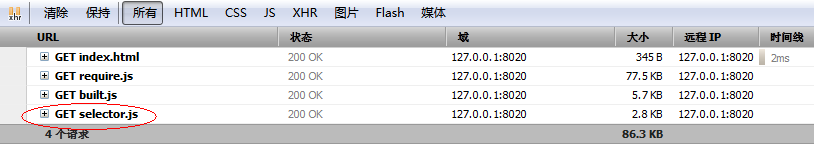 xhr 清除 保持 所有 HTML CSS JS XHR 图片 Flash 媒体
URL 状态 域 大小 远程 IP 时间线
GET index.html 200 OK 127.0.0.1:8020 345 B 127.0.0.1:8020 2ms
GET require.js 200 OK 127.0.0.1:8020 77.5 KB 127.0.0.1:8020
GET built.js 200 OK 127.0.0.1:8020 5.7 KB 127.0.0.1:8020
GET selector.js 200 OK 127.0.0.1:8020 2.8 KB 127.0.0.1:8020
4 个请求 86.3 KB